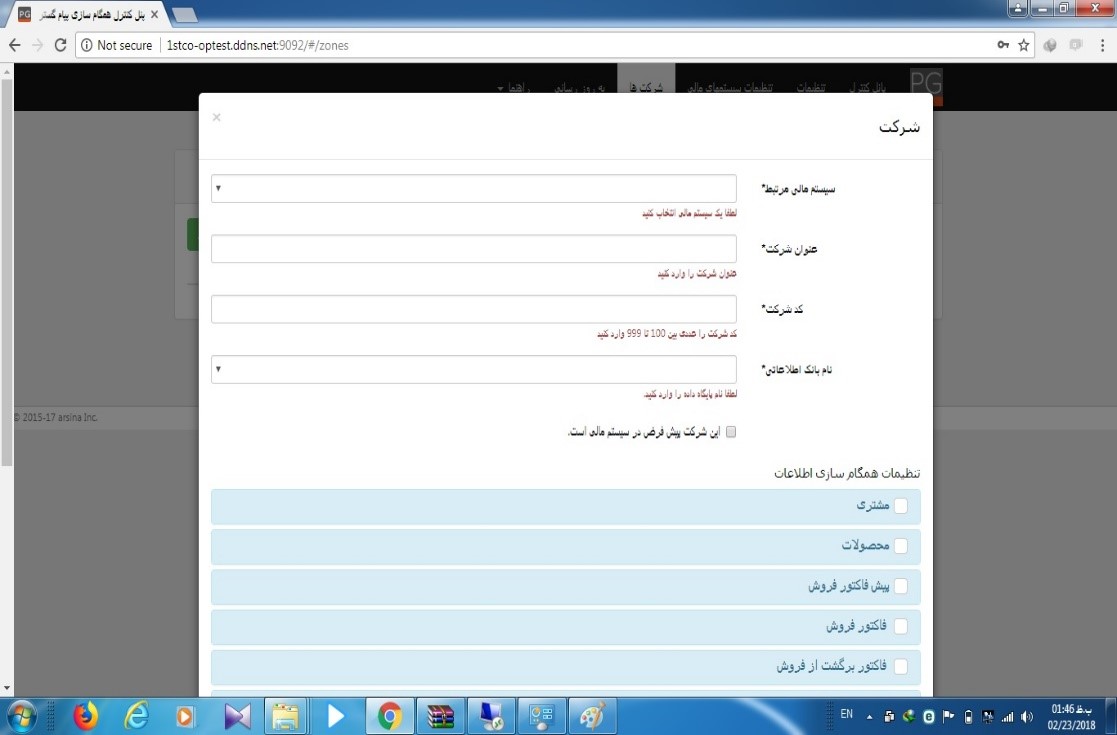 پنل کنترل همگام سازی پیام گستر
PG
Not secure
1stco-optest.ddns.net:9092/#/zones
PG
پانل کنترل
تنظیمات
تنظیمات سیستمهای مالی
شرکت ها
به روز رسانی
راهنما
شرکت
×
سیستم مالی مرتبط*
لطفا یک سیستم مالی انتخاب کنید
عنوان شرکت*
عنوان شرکت را وارد کنید
کد شرکت*
کد شرکت را عددی بین 100 تا 999 وارد کنید
نام بانک اطلاعاتی*
لطفا نام پایگاه داده را وارد کنید.
این شرکت پیش فرض در سیستم مالی است.
تنظیمات همگام سازی اطلاعات
مشتری
محصولات
پیش فاکتور فروش
فاکتور فروش
فاکتور برگشت از فروش
© 2015-17 arsina Inc.
EN
01:46 ب.ظ
02/23/2018